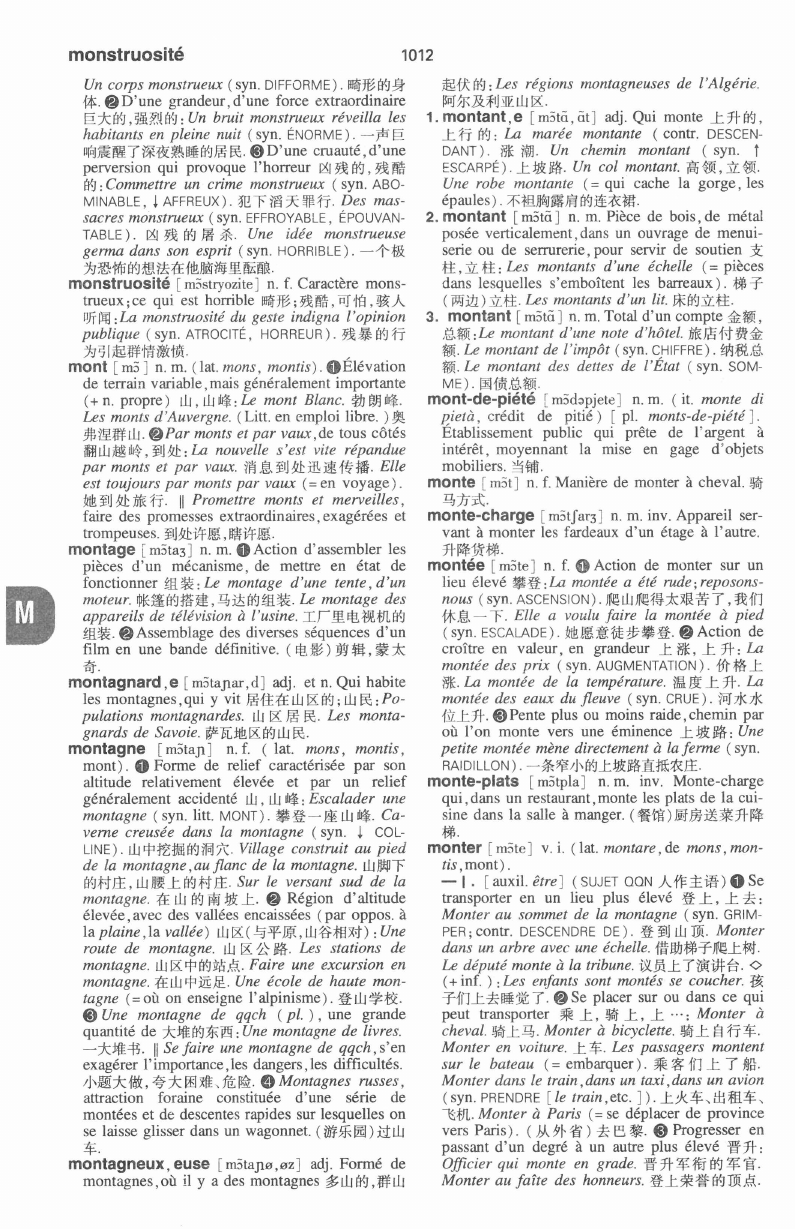 monstruosité
1012
Un corps monstrueux (syn. DIFFORME). 畸形的身
体. ❷D'une grandeur, d'une force extraordinaire
巨大的,强烈的: Un bruit monstrueux réveilla les
habitants en pleine nuit (syn. ÉNORME). 一声巨
响震醒了深夜熟睡的居民. ❸D'une cruauté, d'une
perversion qui provoque l'horreur 凶残的, 残酷
的: Commettre un crime monstrueux (syn. ABO-
MINABLE, ↓ AFFREUX). 犯下滔天罪行. Des mas-
sacres monstrueux (syn. EFFROYABLE, ÉPOUVAN-
TABLE). 凶残的屠杀. Une idée monstrueuse
germa dans son esprit (syn. HORRIBLE). 一个极
为恐怖的想法在他脑海里酝酿.
monstruosité [mɔ̃stryozite] n. f. Caractère mons-
trueux; ce qui est horrible 畸形;残酷,可怕,骇人
听闻: La monstruosité du geste indigna l'opinion
publique (syn. ATROCITÉ, HORREUR). 残暴的行
为引起群情激愤.
mont [mɔ̃] n. m. (lat. mons, montis). ❶Élévation
de terrain variable, mais généralement importante
(+ n. propre) 山,山峰: Le mont Blanc. 勃朗峰.
Les monts d'Auvergne. (Litt. en emploi libre.) 奥
弗涅群山. ❷Par monts et par vaux, de tous côtés
翻山越岭,到处: La nouvelle s'est vite répandue
par monts et par vaux. 消息到处迅速传播. Elle
est toujours par monts par vaux (= en voyage).
她到处旅行. ‖ Promettre monts et merveilles,
faire des promesses extraordinaires, exagérées et
trompeuses. 到处许愿,瞎许愿.
montage [mɔ̃taʒ] n. m. ❶Action d'assembler les
pièces d'un mécanisme, de mettre en état de
fonctionner 组装: Le montage d'une tente, d'un
moteur. 帐篷的搭建,马达的组装. Le montage des
appareils de télévision à l'usine. 工厂里电视机的
组装. ❷Assemblage des diverses séquences d'un
film en une bande définitive. (电影) 剪辑,蒙太
奇.
montagnard, e [mɔ̃taɲar,d] adj. et n. Qui habite
les montagnes, qui y vit 居住在山区的;山民: Po-
pulations montagnardes. 山区居民. Les monta-
gnards de Savoie. 萨瓦地区的山民.
montagne [mɔ̃taɲ] n. f. (lat. mons, montis,
mont). ❶ Forme de relief caractérisée par son
altitude relativement élevée et par un relief
généralement accidenté 山,山峰: Escalader une
montagne (syn. litt. MONT). 攀登一座山峰. Ca-
verne creusée dans la montagne (syn. ↓ COL-
LINE). 山中挖掘的洞穴. Village construit au pied
de la montagne, au flanc de la montagne. 山脚下
的村庄,山腰上的村庄. Sur le versant sud de la
montagne. 在山的南坡上. ❷ Région d'altitude
élevée, avec des vallées encaissées (par oppos. à
la plaine, la vallée) 山区(与平原,山谷相对): Une
route de montagne. 山区公路. Les stations de
montagne. 山区中的站点. Faire une excursion en
montagne. 在山中远足. Une école de haute mon-
tagne (= où on enseigne l'alpinisme). 登山学校.
❸ Une montagne de qqch (pl.), une grande
quantité de 大堆的东西: Une montagne de livres.
一大堆书. ‖ Se faire une montagne de qqch, s'en
exagérer l'importance, les dangers, les difficultés.
小题大做,夸大困难、危险. ❹ Montagnes russes,
attraction foraine constituée d'une série de
montées et de descentes rapides sur lesquelles on
se laisse glisser dans un wagonnet. (游乐园)过山
车.
montagneux, euse [mɔ̃taɲø,øz] adj. Formé de
montagnes, où il y a des montagnes 多山的,群山
M
起伏的: Les régions montagneuses de l'Algérie.
阿尔及利亚山区.
1. montant, e [mɔ̃tɑ̃, ɑ̃t] adj. Qui monte 上升的,
上行的: La marée montante (contr. DESCEN-
DANT). 涨潮. Un chemin montant (syn. ↑
ESCARPÉ). 上坡路. Un col montant. 高领,立领.
Une robe montante (= qui cache la gorge, les
épaules). 不袒胸露肩的连衣裙.
2. montant [mɔ̃tɑ̃] n. m. Pièce de bois, de métal
posée verticalement, dans un ouvrage de menui-
serie ou de serrurerie, pour servir de soutien 支
柱,立柱: Les montants d'une échelle (= pièces
dans lesquelles s'emboîtent les barreaux). 梯子
(两边)立柱. Les montants d'un lit. 床的立柱.
3. montant [mɔ̃tɑ̃] n. m. Total d'un compte 金额,
总额: Le montant d'une note d'hôtel. 旅店付费金
额. Le montant de l'impôt (syn. CHIFFRE). 纳税总
额. Le montant des dettes de l'État (syn. SOM-
ME). 国债总额.
mont-de-piété [mɔ̃dəpjete] n. m. (it. monte di
pietà, crédit de pitié) [pl. monts-de-piété].
Établissement public qui prête de l'argent à
intérêt, moyennant la mise en gage d'objets
mobiliers. 当铺.
monte [mɔ̃t] n. f. Manière de monter à cheval. 骑
马方式.
monte-charge [mɔ̃tʃarʒ] n. m. inv. Appareil ser-
vant à monter les fardeaux d'un étage à l'autre.
升降货梯.
montée [mɔ̃te] n. f. ❶ Action de monter sur un
lieu élevé 攀登: La montée a été rude; reposons-
nous (syn. ASCENSION). 爬山爬得太艰苦了,我们
休息一下. Elle a voulu faire la montée à pied
(syn. ESCALADE). 她愿意徒步攀登. ❷Action de
croître en valeur, en grandeur 上涨,上升: La
montée des prix (syn. AUGMENTATION). 价格上
涨. La montée de la température. 温度上升. La
montée des eaux du fleuve (syn. CRUE). 河水水
位上升. ❸Pente plus ou moins raide, chemin par
où l'on monte vers une éminence 上坡路: Une
petite montée mène directement à la ferme (syn.
RAIDILLON). 一条窄小的上坡路直抵农庄.
monte-plats [mɔ̃tpla] n. m. inv. Monte-charge
qui, dans un restaurant, monte les plats de la cui-
sine dans la salle à manger. (餐馆)厨房送菜升降
梯.
monter [mɔ̃te] v. i. (lat. montare, de mons, mon-
tis, mont).
— I. [auxil. être] (SUJET QQN 人作主语) ❶ Se
transporter en un lieu plus élevé 登上,上去:
Monter au sommet de la montagne (syn. GRIM-
PER; contr. DESCENDRE DE). 登到山顶. Monter
dans un arbre avec une échelle. 借助梯子爬上树.
Le député monte à la tribune. 议员上了演讲台. ◇
(+ inf.): Les enfants sont montés se coucher. 孩
子们上去睡觉了. ❷Se placer sur ou dans ce qui
peut transporter 乘上,骑上,上…: Monter à
cheval. 骑上马. Monter à bicyclette. 骑上自行车.
Monter en voiture. 上车. Les passagers montent
sur le bateau (= embarquer). 乘客们上了船.
Monter dans le train, dans un taxi, dans un avion
(syn. PRENDRE [le train, etc.]). 上火车、出租车、
飞机. Monter à Paris (= se déplacer de province
vers Paris). (从外省)去巴黎. ❸ Progresser en
passant d'un degré à un autre plus élevé 晋升:
Officier qui monte en grade. 晋升军衔的军官.
Monter au faîte des honneurs. 登上荣誉的顶点.